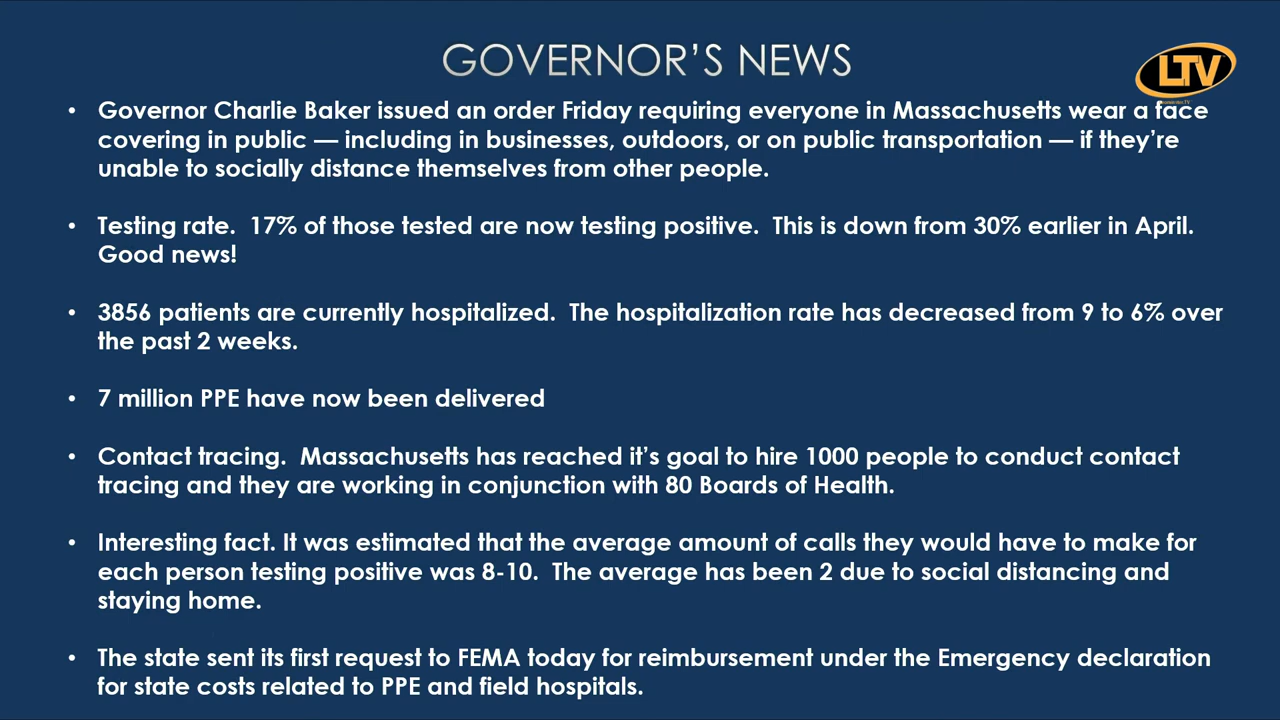 GOVERNOR'S NEWS
LTV
• Governor Charlie Baker issued an order Friday requiring everyone in Massachusetts wear a face
covering in public — including in businesses, outdoors, or on public transportation — if they're
unable to socially distance themselves from other people.
• Testing rate.  17% of those tested are now testing positive.  This is down from 30% earlier in April.
Good news!
• 3856 patients are currently hospitalized.  The hospitalization rate has decreased from 9 to 6% over
the past 2 weeks.
• 7 million PPE have now been delivered
• Contact tracing.  Massachusetts has reached it's goal to hire 1000 people to conduct contact
tracing and they are working in conjunction with 80 Boards of Health.
• Interesting fact. It was estimated that the average amount of calls they would have to make for
each person testing positive was 8-10.  The average has been 2 due to social distancing and
staying home.
• The state sent its first request to FEMA today for reimbursement under the Emergency declaration
for state costs related to PPE and field hospitals.